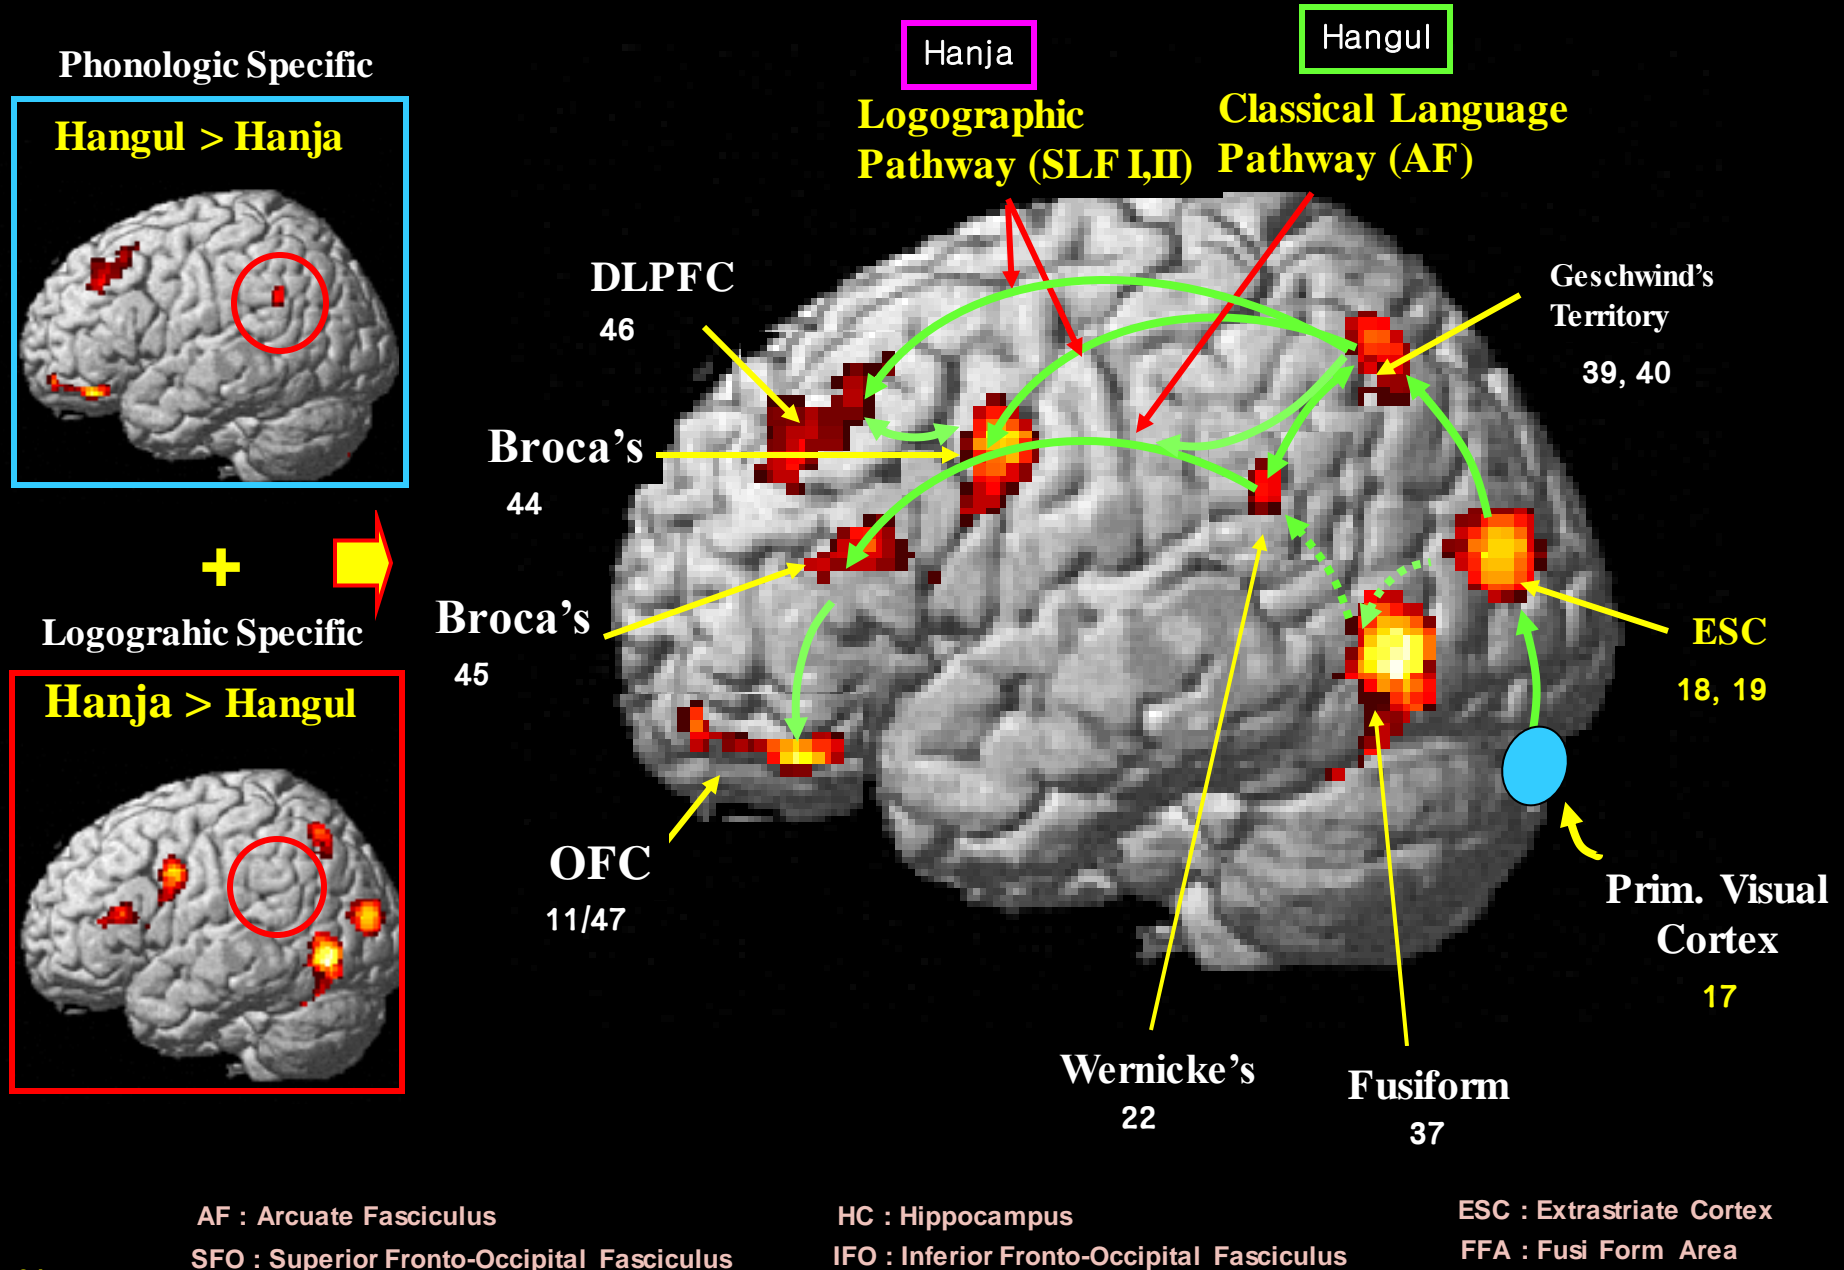 Phonologic Specific
Hangul > Hanja
+
Logograhic Specific
Hanja > Hangul
Hanja
Logographic
Pathway (SLF I,II)
Hangul
Classical Language
Pathway (AF)
DLPFC
46
Broca’s
44
Broca’s
45
OFC
11/47
Geschwind’s
Territory
39, 40
ESC
18, 19
Prim. Visual
Cortex
17
Wernicke’s
22
Fusiform
37
AF : Arcuate Fasciculus
SFO : Superior Fronto-Occipital Fasciculus
HC : Hippocampus
IFO : Inferior Fronto-Occipital Fasciculus
ESC : Extrastriate Cortex
FFA : Fusi Form Area